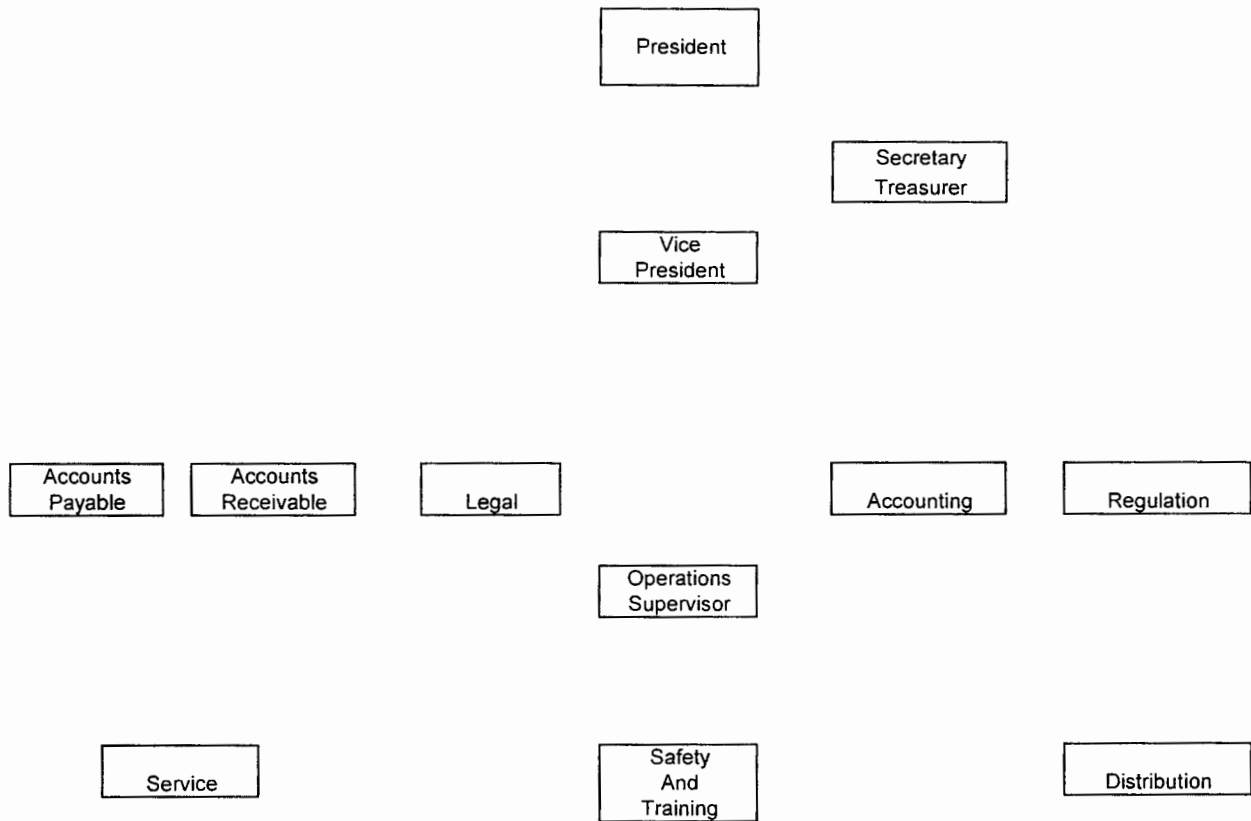 President
Secretary
Treasurer
Vice
President
Accounts
Payable
Accounts
Receivable
Legal
Accounting
Regulation
Operations
Supervisor
Service
Safety
And
Training
Distribution